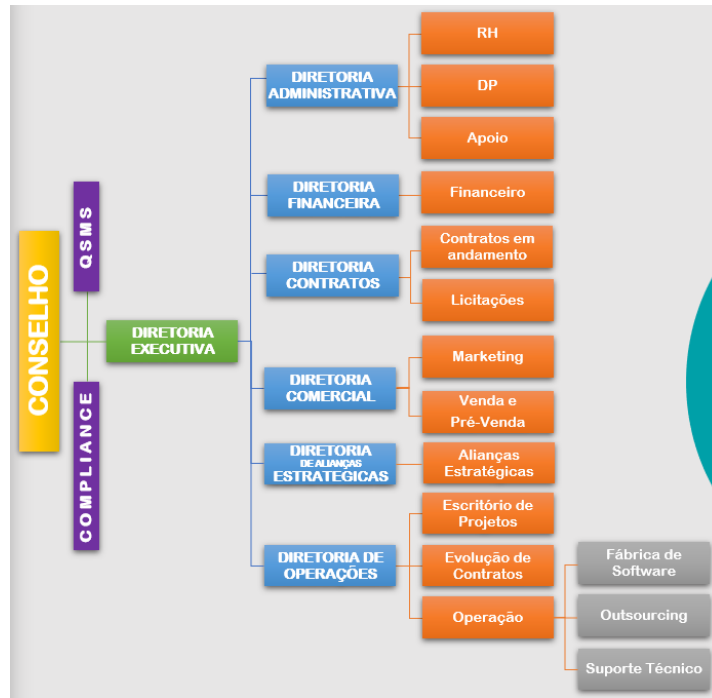 CONSELHO
QSMS
COMPLIANCE
DIRETORIA
EXECUTIVA
DIRETORIA
ADMINISTRATIVA
RH
DP
Apoio
DIRETORIA
FINANCEIRA
Financeiro
DIRETORIA
CONTRATOS
Contratos em
andamento
Licitações
DIRETORIA
COMERCIAL
Marketing
Venda e
Pré-Venda
DIRETORIA
DE ALIANÇAS
ESTRATÉGICAS
Alianças
Estratégicas
DIRETORIA DE
OPERAÇÕES
Escritório de
Projetos
Evolução de
Contratos
Operação
Fábrica de
Software
Outsourcing
Suporte Técnico